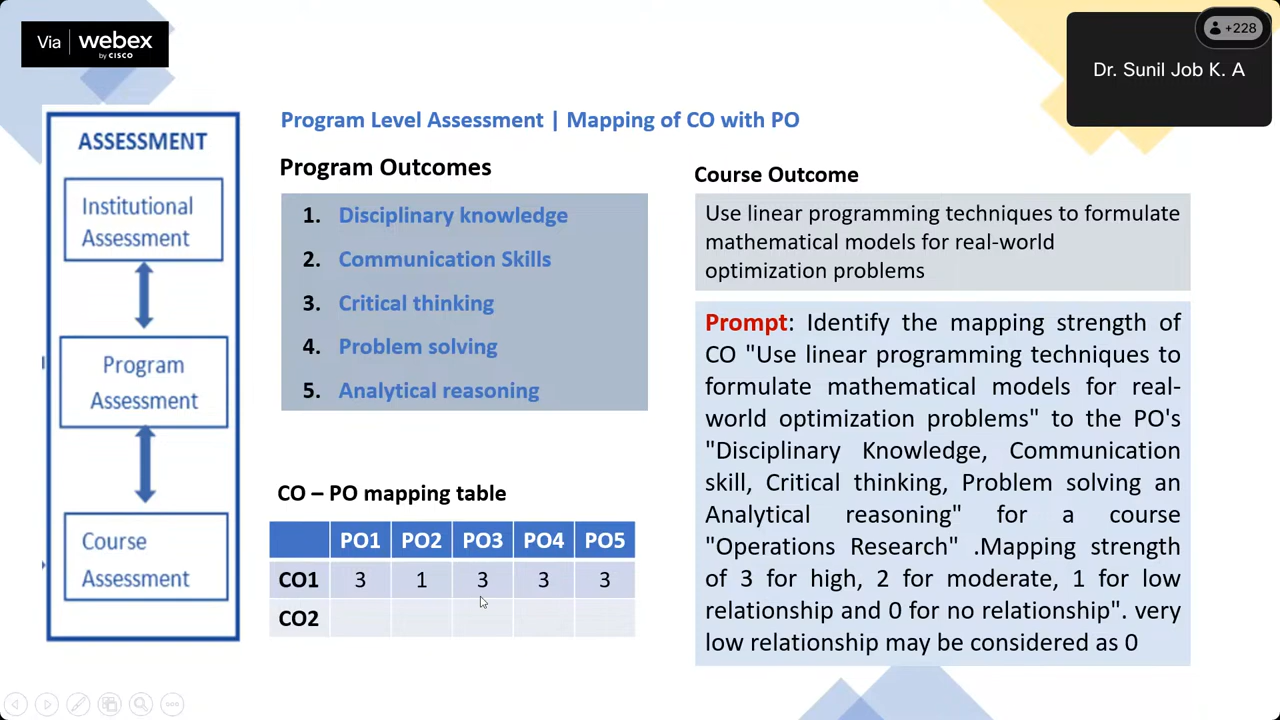 Via webex
by CISCO
+228
Dr. Sunil Job K. A
ASSESSMENT
Institutional
Assessment
Program
Assessment
Course
Assessment
Program Level Assessment | Mapping of CO with PO
Program Outcomes
1. Disciplinary knowledge
2. Communication Skills
3. Critical thinking
4. Problem solving
5. Analytical reasoning
CO – PO mapping table
PO1 PO2 PO3 PO4 PO5
CO1 3 1 3 3 3
CO2
Course Outcome
Use linear programming techniques to formulate
mathematical models for real-world
optimization problems
Prompt: Identify the mapping strength of
CO "Use linear programming techniques to
formulate mathematical models for real-
world optimization problems" to the PO's
"Disciplinary Knowledge, Communication
skill, Critical thinking, Problem solving an
Analytical reasoning" for a course
"Operations Research" .Mapping strength
of 3 for high, 2 for moderate, 1 for low
relationship and 0 for no relationship". very
low relationship may be considered as 0